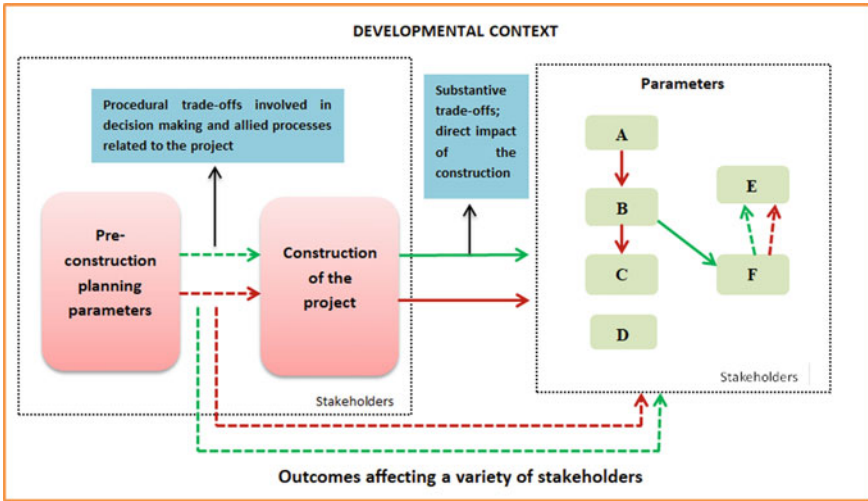 DEVELOPMENTAL CONTEXT
Procedural trade-offs involved in
decision making and allied processes
related to the project
Substantive
trade-offs;
direct impact
of the
construction
Parameters
A
B
C
D
E
F
Pre-
construction
planning
parameters
Construction
of the
project
Stakeholders
Stakeholders
Outcomes affecting a variety of stakeholders